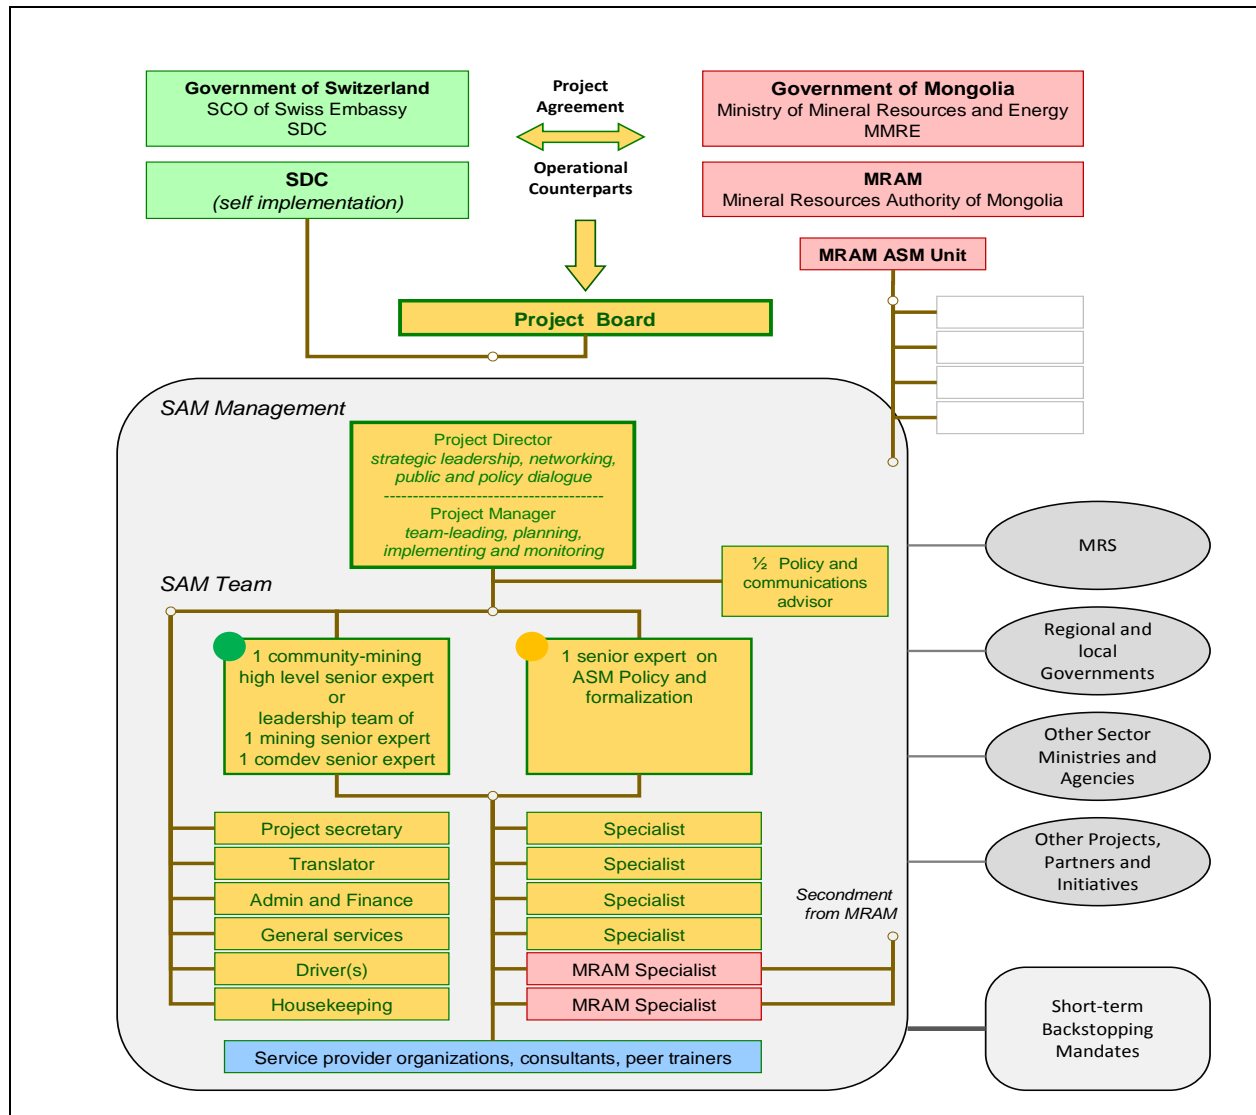 Government of Switzerland
SCO of Swiss Embassy
SDC
Project
Agreement
Government of Mongolia
Ministry of Mineral Resources and Energy
MMRE
SDC
(self implementation)
Operational
Counterparts
MRAM
Mineral Resources Authority of Mongolia
MRAM ASM Unit
Project Board
SAM Management
Project Director
strategic leadership, networking,
public and policy dialogue
-------------------------------------
Project Manager
team-leading, planning,
implementing and monitoring
½ Policy and
communications
advisor
SAM Team
1 community-mining
high level senior expert
or
leadership team of
1 mining senior expert
1 comdev senior expert
1 senior expert on
ASM Policy and
formalization
Project secretary
Translator
Admin and Finance
General services
Driver(s)
Housekeeping
Specialist
Specialist
Specialist
Specialist
MRAM Specialist
MRAM Specialist
Secondment
from MRAM
Service provider organizations, consultants, peer trainers
MRS
Regional and
local
Governments
Other Sector
Ministries and
Agencies
Other Projects,
Partners and
Initiatives
Short-term
Backstopping
Mandates